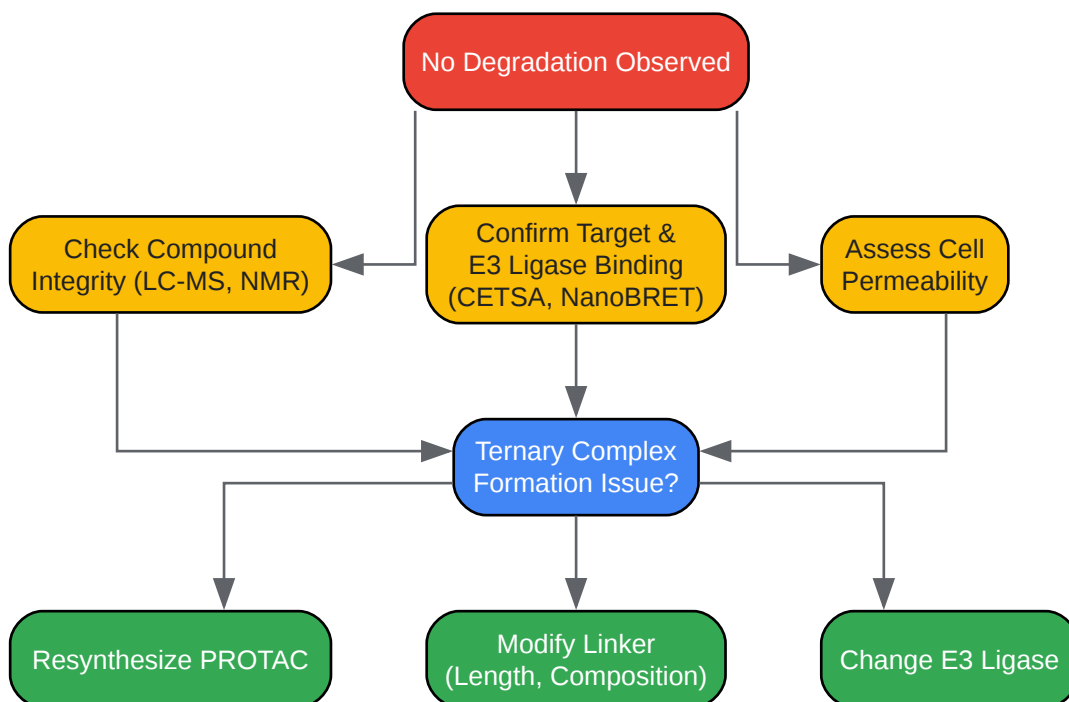 No Degradation Observed
Check Compound
Integrity (LC-MS, NMR)
Confirm Target &
E3 Ligase Binding
(CETSA, NanoBRET)
Assess Cell
Permeability
Ternary Complex
Formation Issue?
Resynthesize PROTAC
Modify Linker
(Length, Composition)
Change E3 Ligase